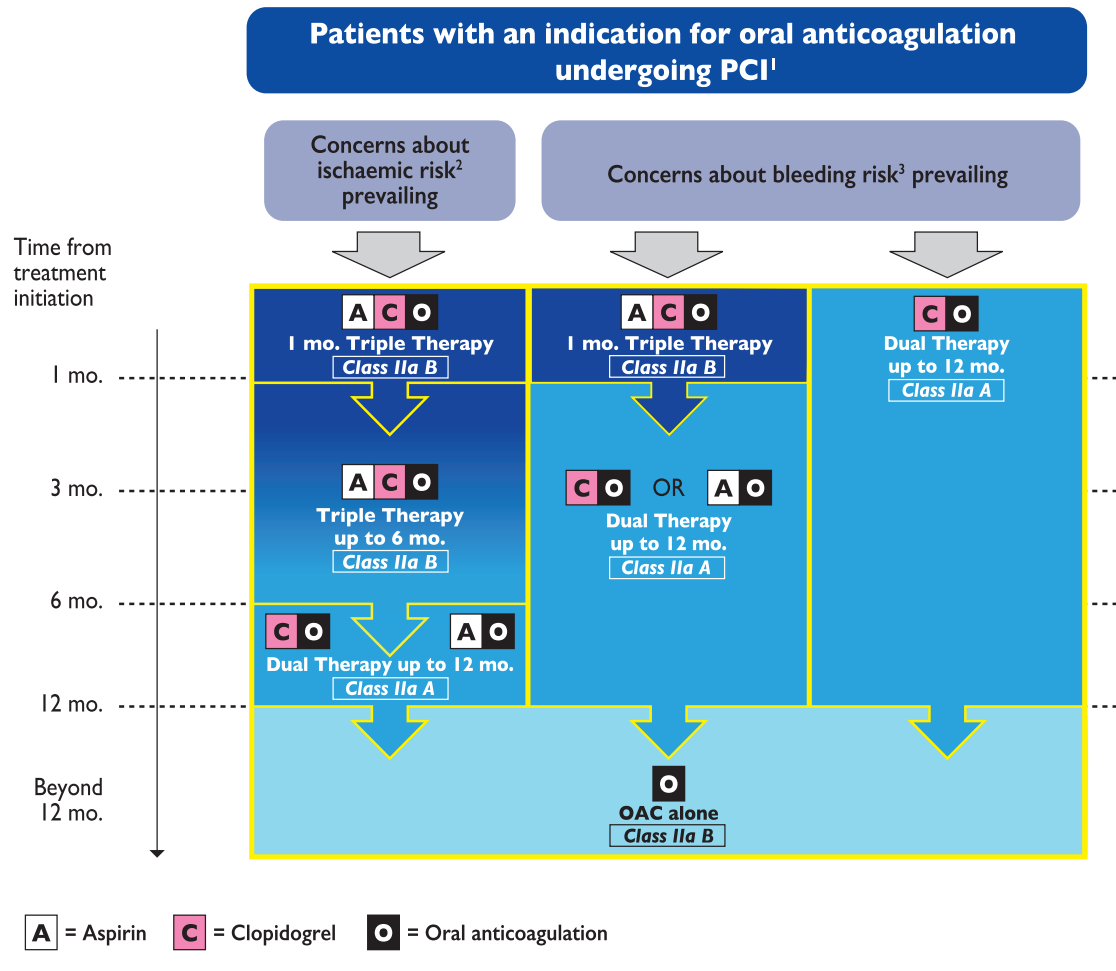 Patients with an indication for oral anticoagulation
undergoing PCI¹
Concerns about
ischaemic risk²
prevailing
Concerns about bleeding risk³ prevailing
Time from
treatment
initiation
A C O
1 mo. Triple Therapy
Class IIa B
A C O
1 mo. Triple Therapy
Class IIa B
C O
Dual Therapy
up to 12 mo.
Class IIa A
1 mo.
3 mo.
A C O
Triple Therapy
up to 6 mo.
Class IIa B
C O OR A O
Dual Therapy
up to 12 mo.
Class IIa A
6 mo.
C O A O
Dual Therapy up to 12 mo.
Class IIa A
12 mo.
Beyond
12 mo.
O
OAC alone
Class IIa B
A = Aspirin C = Clopidogrel O = Oral anticoagulation